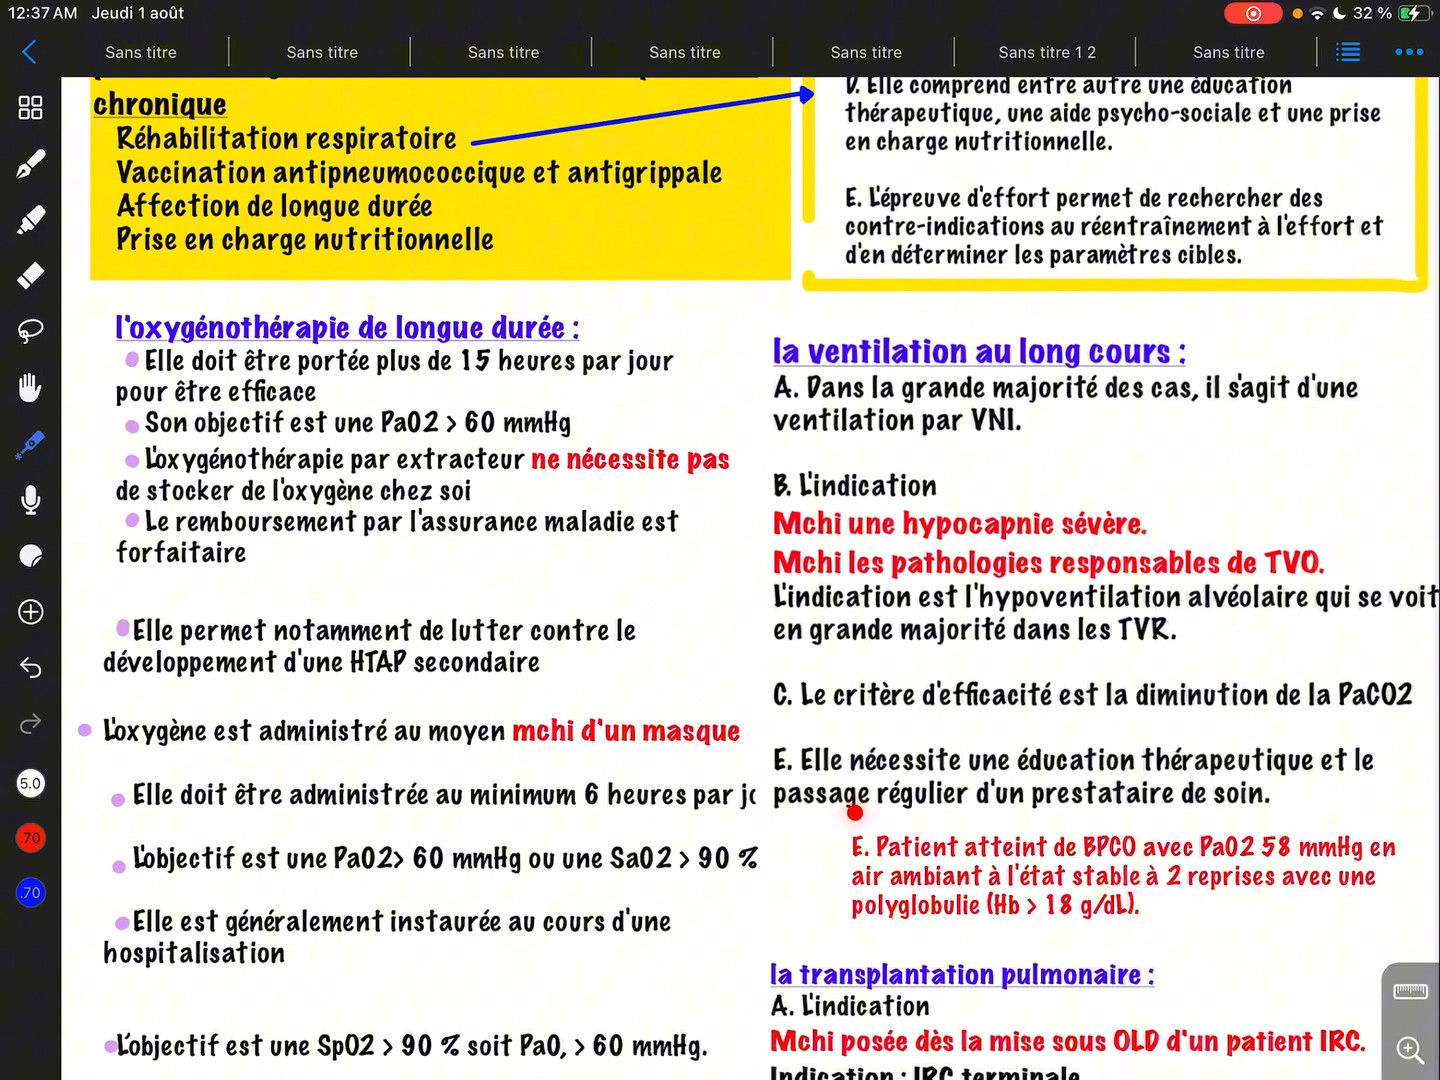 12:37 AM Jeudi 1 août
32 %
Sans titre
Sans titre
Sans titre
Sans titre
Sans titre
Sans titre 1 2
Sans titre
chronique
Réhabilitation respiratoire
Vaccination antipneumococcique et antigrippale
Affection de longue durée
Prise en charge nutritionnelle
D. Elle comprend entre autre une éducation
thérapeutique, une aide psycho-sociale et une prise
en charge nutritionnelle.
E. L'épreuve d'effort permet de rechercher des
contre-indications au réentraînement à l'effort et
d'en déterminer les paramètres cibles.
l'oxygénothérapie de longue durée :
Elle doit être portée plus de 15 heures par jour
pour être efficace
Son objectif est une PaO2 > 60 mmHg
L'oxygénothérapie par extracteur ne nécessite pas
de stocker de l'oxygène chez soi
Le remboursement par l'assurance maladie est
forfaitaire
Elle permet notamment de lutter contre le
développement d'une HTAP secondaire
L'oxygène est administré au moyen mchi d'un masque
Elle doit être administrée au minimum 6 heures par jo
L'objectif est une PaO2> 60 mmHg ou une SaO2 > 90 %
Elle est généralement instaurée au cours d'une
hospitalisation
L'objectif est une SpO2 > 90 % soit PaO, > 60 mmHg.
la ventilation au long cours :
A. Dans la grande majorité des cas, il s'agit d'une
ventilation par VNI.
B. L'indication
Mchi une hypocapnie sévère.
Mchi les pathologies responsables de TVO.
L'indication est l'hypoventilation alvéolaire qui se voit
en grande majorité dans les TVR.
C. Le critère d'efficacité est la diminution de la PaCO2
E. Elle nécessite une éducation thérapeutique et le
passage régulier d'un prestataire de soin.
E. Patient atteint de BPCO avec PaO2 58 mmHg en
air ambiant à l'état stable à 2 reprises avec une
polyglobulie (Hb > 18 g/dL).
la transplantation pulmonaire :
A. L'indication
Mchi posée dès la mise sous OLD d'un patient IRC.
Indication : IRC terminale
5.0
.70
.70